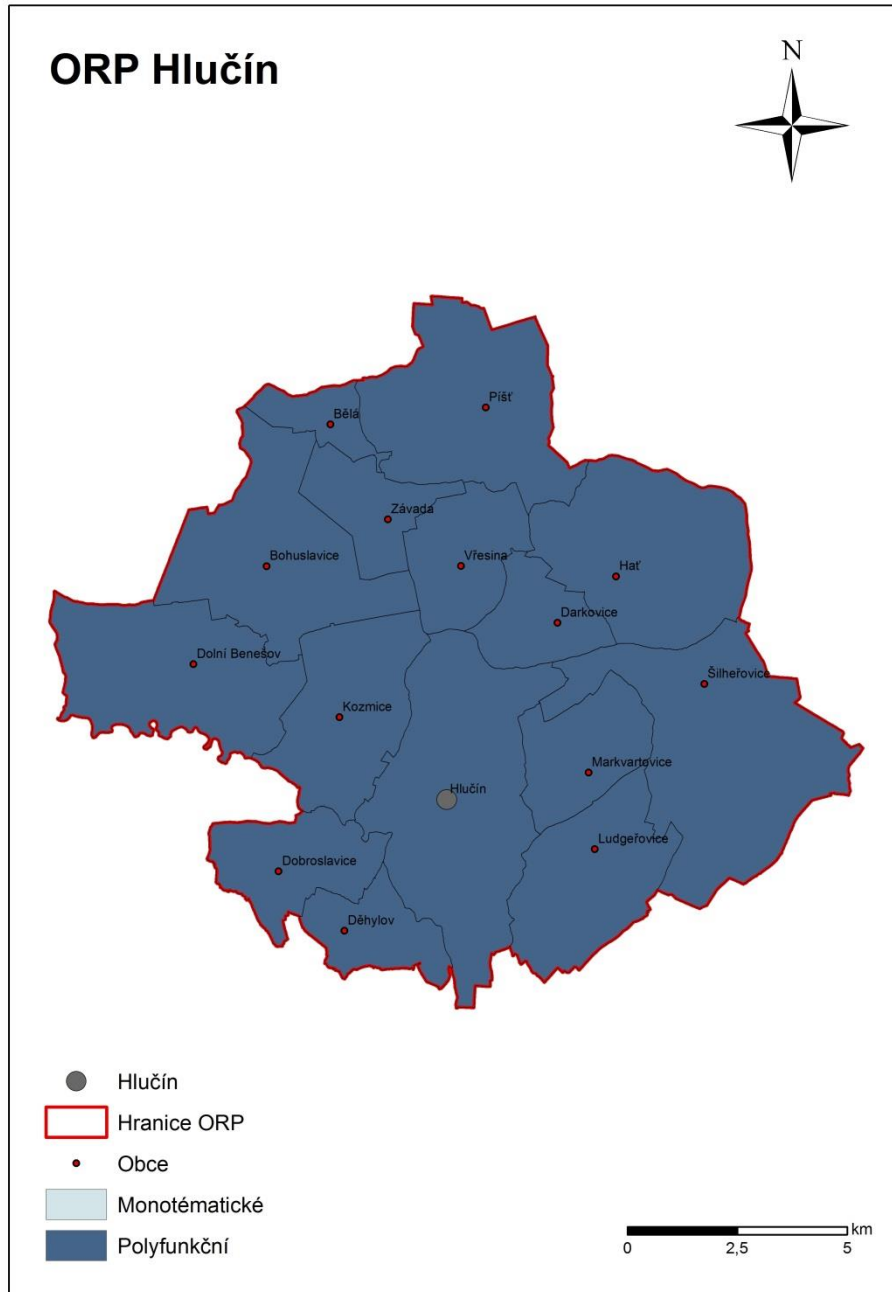 ORP Hlučín
N
Píšť
Bělá
Závada
Bohuslavice
Vřesina
Hať
Darkovice
Dolní Benešov
Šilheřovice
Kozmice
Markvartovice
Hlučín
Ludgeřovice
Dobroslavice
Děhylov
Hlučín
Hranice ORP
Obce
Monotématické
Polyfunkční
km
0 2,5 5